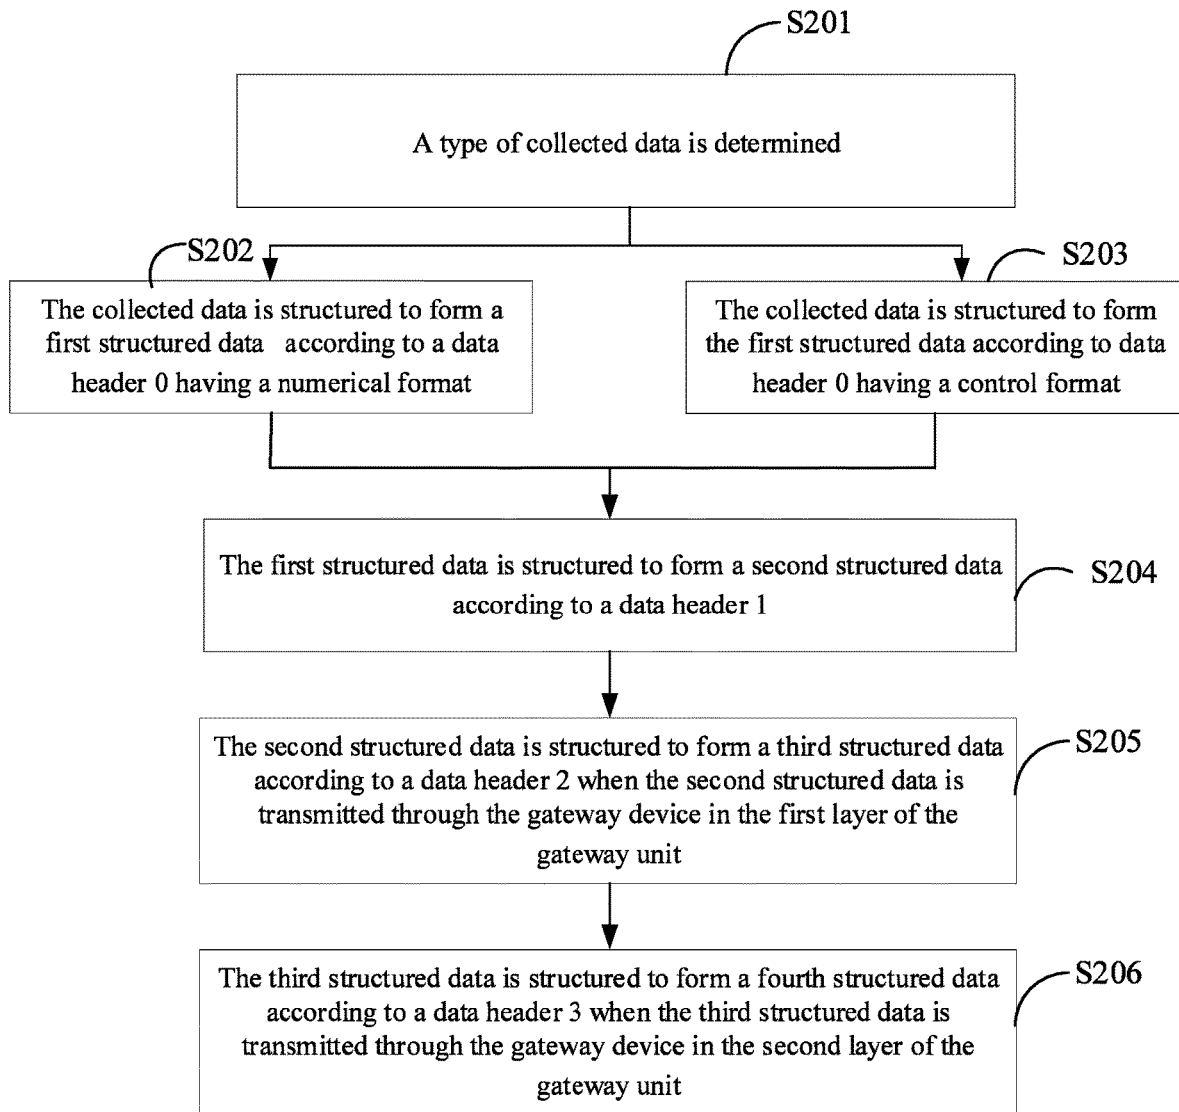 S201
A type of collected data is determined
S202
S203
The collected data is structured to form a
first structured data according to a data
header 0 having a numerical format
The collected data is structured to form
the first structured data according to data
header 0 having a control format
The first structured data is structured to form a second structured data
according to a data header 1
S204
The second structured data is structured to form a third structured data
according to a data header 2 when the second structured data is
transmitted through the gateway device in the first layer of the
gateway unit
S205
The third structured data is structured to form a fourth structured data
according to a data header 3 when the third structured data is
transmitted through the gateway device in the second layer of the
gateway unit
S206